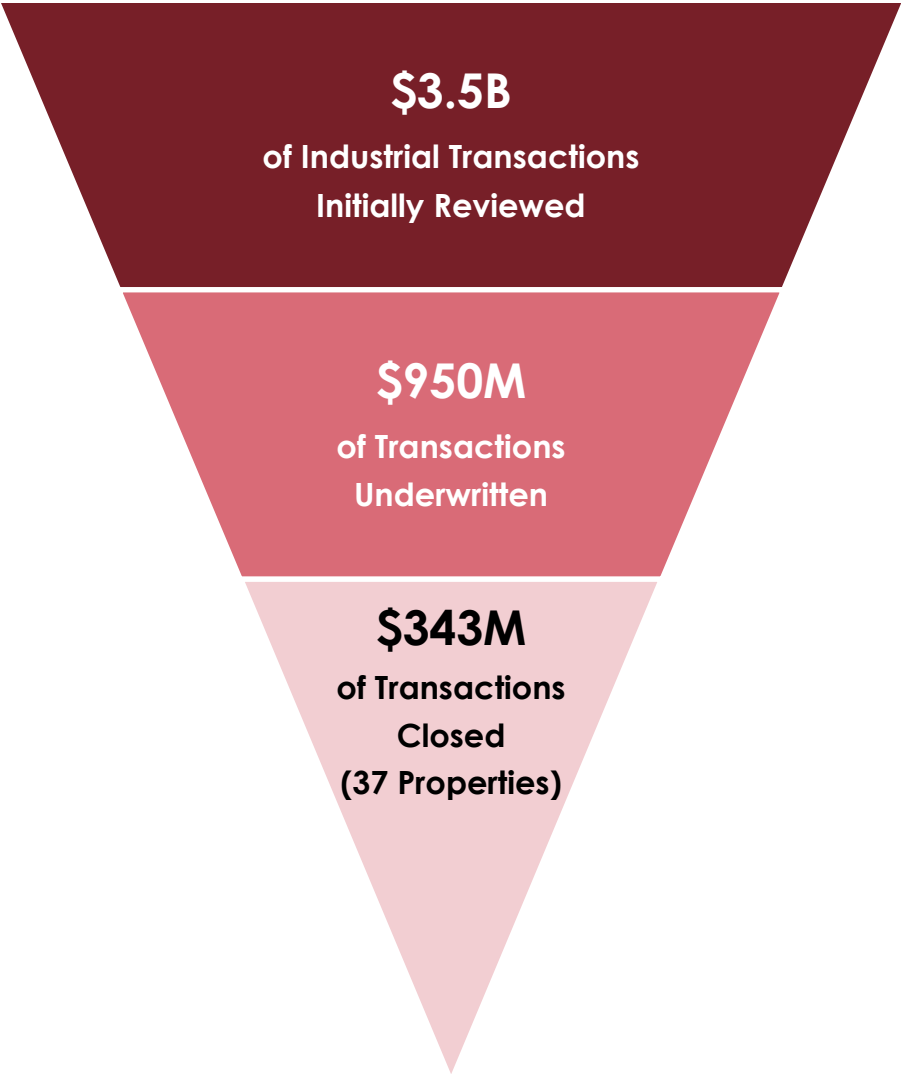 $3.5B
of Industrial Transactions
Initially Reviewed
$950M
of Transactions
Underwritten
$343M
of Transactions
Closed
(37 Properties)